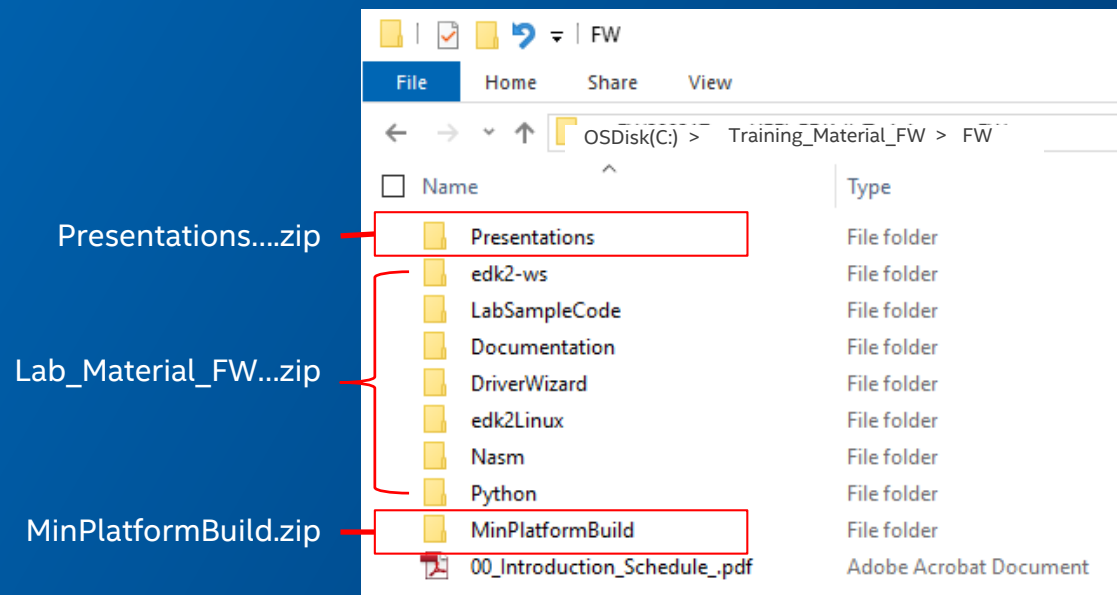 FW
File Home Share View
OSDisk(C:) > Training_Material_FW > FW
Name Type
Presentations....zip Presentations File folder
edk2-ws File folder
LabSampleCode File folder
Documentation File folder
Lab_Material_FW...zip DriverWizard File folder
edk2Linux File folder
Nasm File folder
Python File folder
MinPlatformBuild.zip MinPlatformBuild File folder
00_Introduction_Schedule_.pdf Adobe Acrobat Document